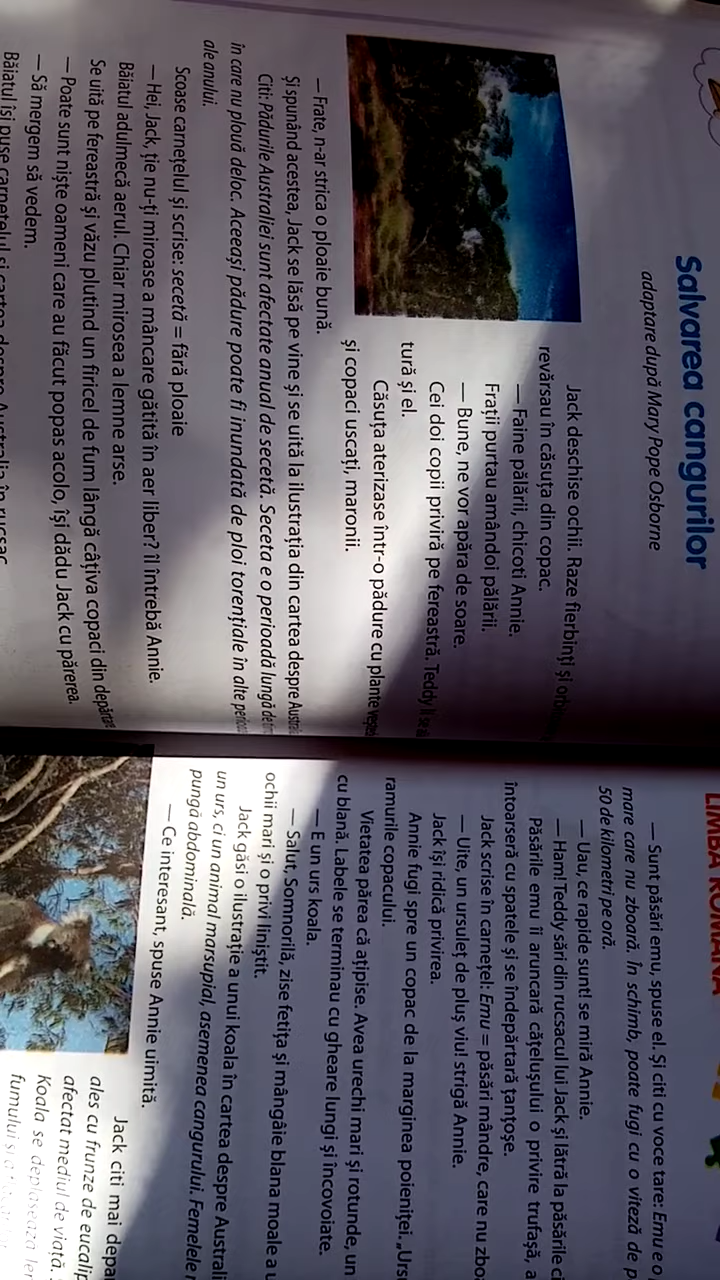 Salvarea cangurilor
adaptare după Mary Pope Osborne
Jack deschise ochii. Raze fierbinți și
revărsau în căsuța din copac.
— Faine pălării, chicoti Annie.
Frații purtau amândoi pălării.
— Bune, ne vor apăra de soare.
Cei doi copii priviră pe fereastră. Teddy
tură și el.
Căsuța aterizase într-o pădure cu plante
și copaci uscați, maronii.
— Frate, n-ar strica o ploaie bună.
Și spunând acestea, Jack se lăsă pe vine și se uită la ilustrația din cartea despre
Citi: Pădurile Australiei sunt afectate anual de secetă. Seceta e o perioadă lungă
în care nu plouă deloc. Aceeași pădure poate fi inundată de ploi torențiale în alte
ale anului.
Scoase carnețelul și scrise: secetă = fără ploaie
— Hei, Jack, ție nu-ți miroase a mâncare gătită în aer liber? îl întrebă Annie.
Băiatul adulmecă aerul. Chiar mirosea a lemne arse.
Se uită pe fereastră și văzu plutind un firicel de fum lângă câțiva copaci din
— Poate sunt niște oameni care au făcut popas acolo, își dădu Jack cu părerea.
— Să mergem să vedem.
Băiatul își puse carnețelul și cartea despre Australia în rucsac
LIMBA ROMÂNĂ
— Sunt păsări emu, spuse el. Și citi cu voce tare: Emu e o
mare care nu zboară. În schimb, poate fugi cu o viteză de p
50 de kilometri pe oră.
— Uau, ce rapide sunt! se miră Annie.
— Ham! Teddy sări din rucsacul lui Jack și lătră la păsările c
Păsările emu îi aruncară cățelușului o privire trufașă, a
întoarseră cu spatele și se îndepărtară țanțoșe.
Jack scrise în carnețel: Emu = păsări mândre, care nu zbo
— Uite, un ursuleț de pluș viu! strigă Annie.
Jack își ridică privirea.
Annie fugi spre un copac de la marginea poieniței. „Urs
ramurile copacului.
Vietatea părea că ațipise. Avea urechi mari și rotunde, un
cu blană. Labele se terminau cu gheare lungi și încovoiate.
— E un urs koala.
— Salut, Somnorilă, zise fetița și mângâie blana moale a u
ochii mari și o privi liniștit.
Jack găsi o ilustrație a unui koala în cartea despre Australi
un urs, ci un animal marsupial, asemenea cangurului. Femelele
pungă abdominală.
— Ce interesant, spuse Annie uimită.
Jack citi mai depa
ales cu frunze de eucalip
afectat mediul de viață.
Koala se deplasează
fumului și